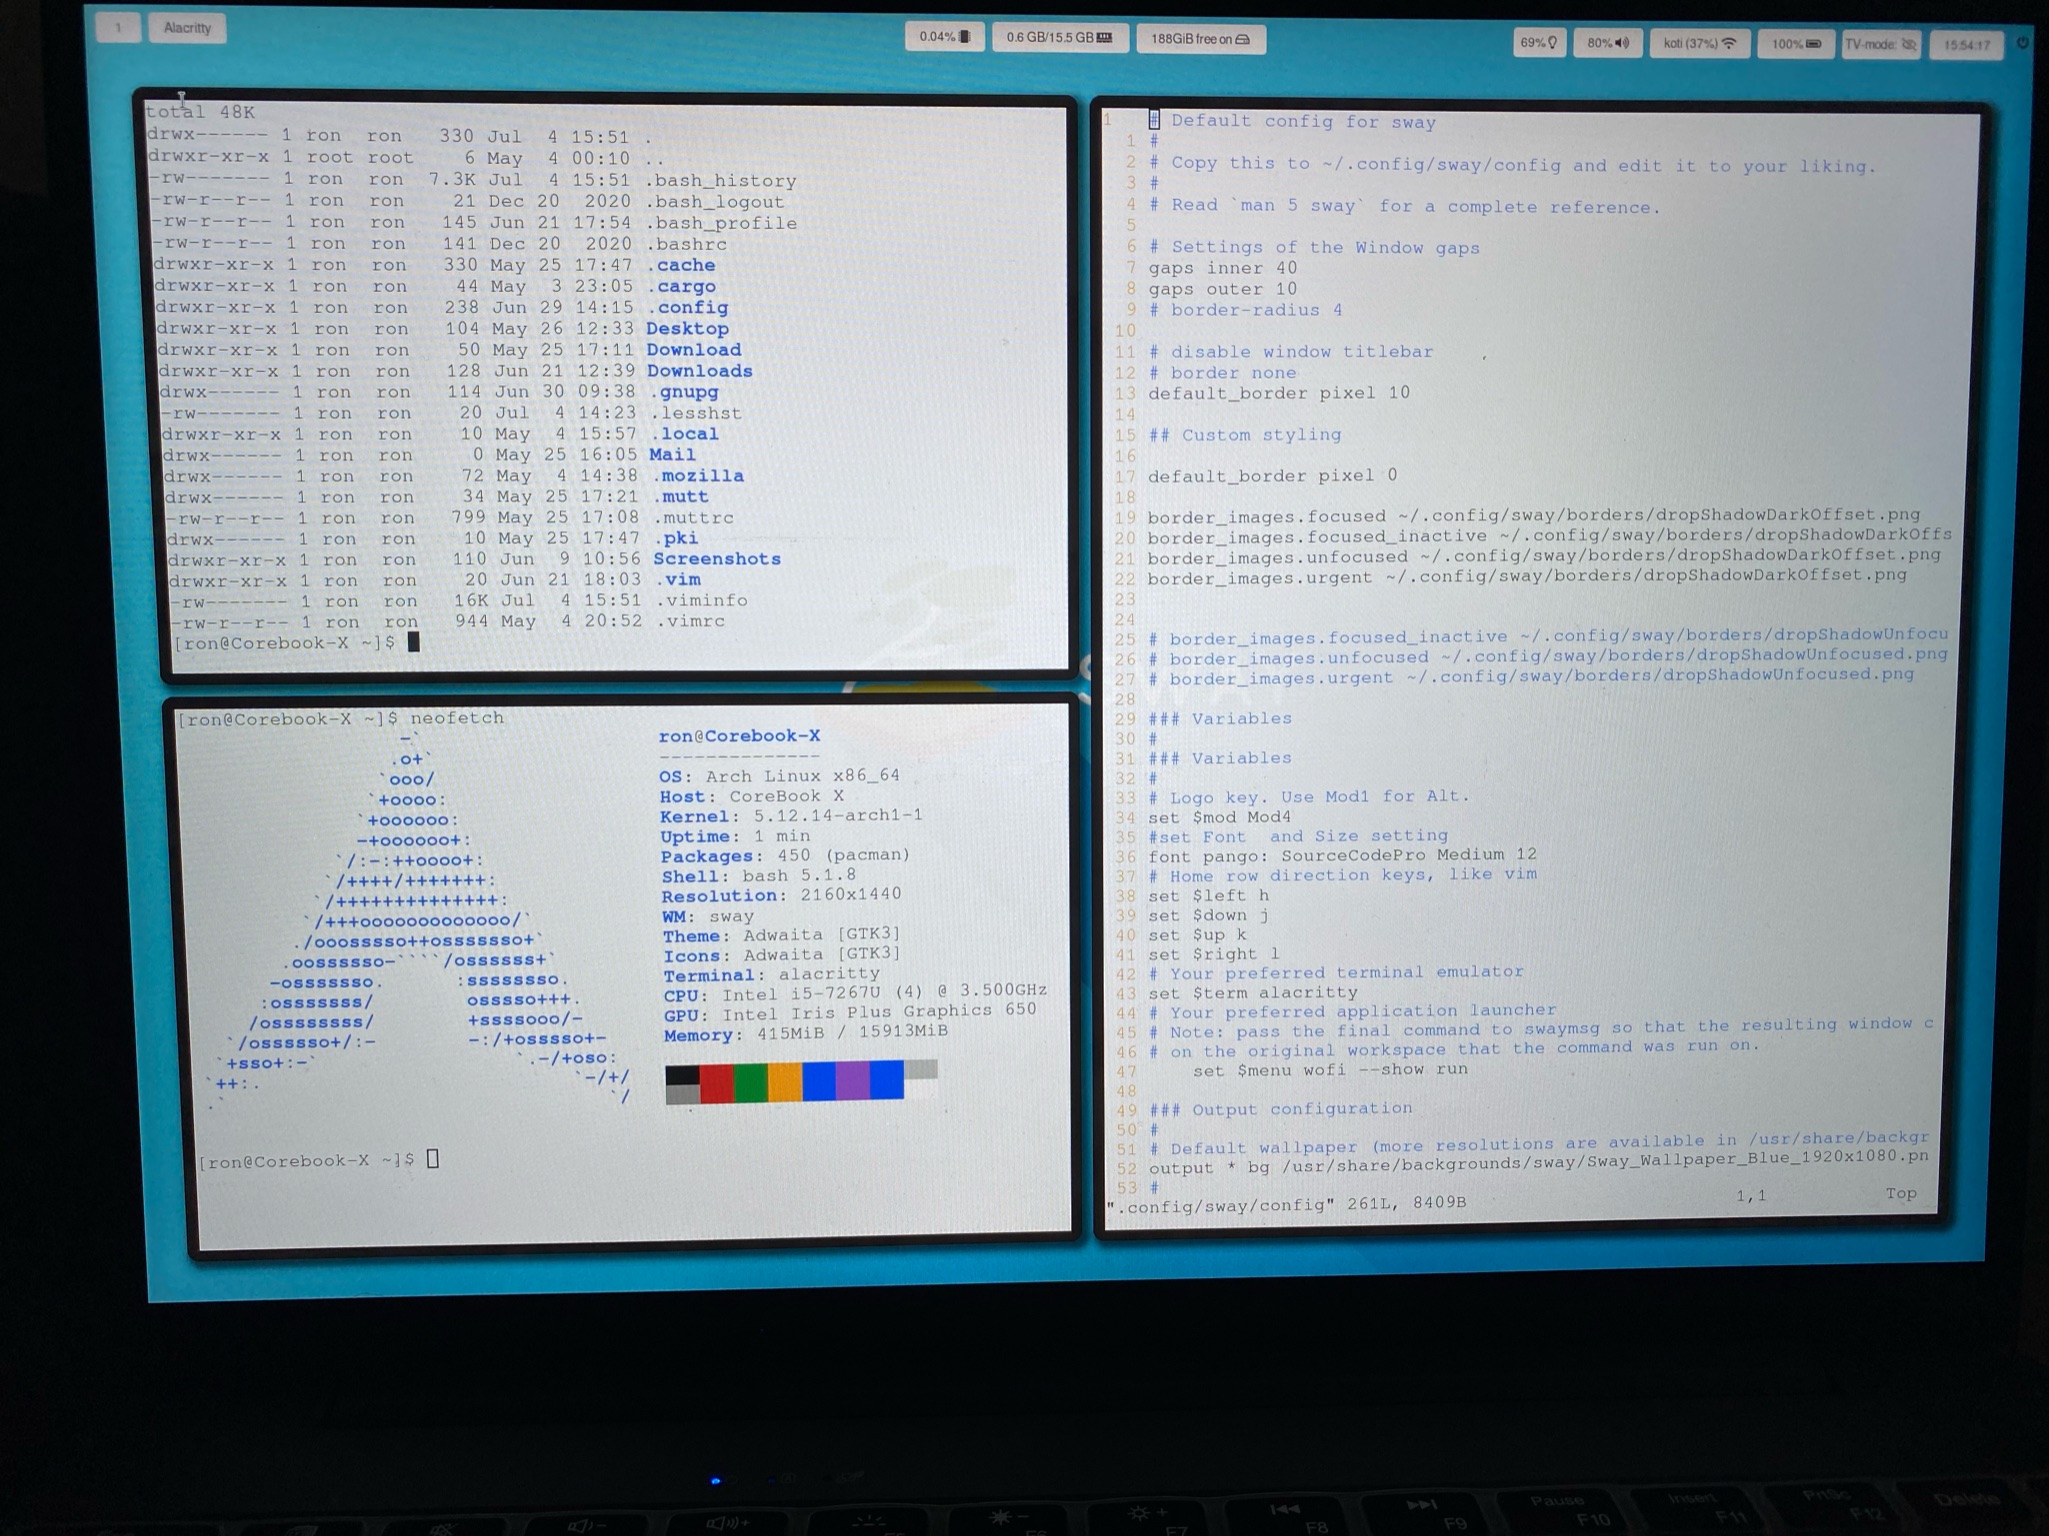 1 Alacritty 0.04% 0.6 GB/15.5 GB 188GiB free on 69% 80% koti (37%) 100% TV-mode: 15:54:17
total 48K
drwx------ 1 ron ron 330 Jul 4 15:51 .
drwxr-xr-x 1 root root 6 May 4 00:10 ..
-rw------- 1 ron ron 7.3K Jul 4 15:51 .bash_history
-rw-r--r-- 1 ron ron 21 Dec 20 2020 .bash_logout
-rw-r--r-- 1 ron ron 145 Jun 21 17:54 .bash_profile
-rw-r--r-- 1 ron ron 141 Dec 20 2020 .bashrc
drwxr-xr-x 1 ron ron 330 May 25 17:47 .cache
drwxr-xr-x 1 ron ron 44 May 3 23:05 .cargo
drwxr-xr-x 1 ron ron 238 Jun 29 14:15 .config
drwxr-xr-x 1 ron ron 104 May 26 12:33 Desktop
drwxr-xr-x 1 ron ron 50 May 25 17:11 Download
drwxr-xr-x 1 ron ron 128 Jun 21 12:39 Downloads
drwx------ 1 ron ron 114 Jun 30 09:38 .gnupg
-rw------- 1 ron ron 20 Jul 4 14:23 .lesshst
drwxr-xr-x 1 ron ron 10 May 4 15:57 .local
drwx------ 1 ron ron 0 May 25 16:05 Mail
drwx------ 1 ron ron 72 May 4 14:38 .mozilla
drwx------ 1 ron ron 34 May 25 17:21 .mutt
-rw-r--r-- 1 ron ron 799 May 25 17:08 .muttrc
drwx------ 1 ron ron 10 May 25 17:47 .pki
drwxr-xr-x 1 ron ron 110 Jun 9 10:56 Screenshots
drwxr-xr-x 1 ron ron 20 Jun 21 18:03 .vim
-rw------- 1 ron ron 16K Jul 4 15:51 .viminfo
-rw-r--r-- 1 ron ron 944 May 4 20:52 .vimrc
[ron@Corebook-X ~]$
[ron@Corebook-X ~]$ neofetch
ron@Corebook-X
--------------
OS: Arch Linux x86_64
Host: CoreBook X
Kernel: 5.12.14-arch1-1
Uptime: 1 min
Packages: 450 (pacman)
Shell: bash 5.1.8
Resolution: 2160x1440
WM: sway
Theme: Adwaita [GTK3]
Icons: Adwaita [GTK3]
Terminal: alacritty
CPU: Intel i5-7267U (4) @ 3.500GHz
GPU: Intel Iris Plus Graphics 650
Memory: 415MiB / 15913MiB
[ron@Corebook-X ~]$
1 # Default config for sway
1 #
2 # Copy this to ~/.config/sway/config and edit it to your liking.
3 #
4 # Read `man 5 sway` for a complete reference.
5
6 # Settings of the Window gaps
7 gaps inner 40
8 gaps outer 10
9 # border-radius 4
10
11 # disable window titlebar
12 # border none
13 default_border pixel 10
14
15 ## Custom styling
16
17 default_border pixel 0
18
19 border_images.focused ~/.config/sway/borders/dropShadowDarkOffset.png
20 border_images.focused_inactive ~/.config/sway/borders/dropShadowDarkOffs
21 border_images.unfocused ~/.config/sway/borders/dropShadowDarkOffset.png
22 border_images.urgent ~/.config/sway/borders/dropShadowDarkOffset.png
23
24
25 # border_images.focused_inactive ~/.config/sway/borders/dropShadowUnfocu
26 # border_images.unfocused ~/.config/sway/borders/dropShadowUnfocused.png
27 # border_images.urgent ~/.config/sway/borders/dropShadowUnfocused.png
28
29 ### Variables
30 #
31 ### Variables
32 #
33 # Logo key. Use Mod1 for Alt.
34 set $mod Mod4
35 #set Font  and Size setting
36 font pango: SourceCodePro Medium 12
37 # Home row direction keys, like vim
38 set $left h
39 set $down j
40 set $up k
41 set $right l
42 # Your preferred terminal emulator
43 set $term alacritty
44 # Your preferred application launcher
45 # Note: pass the final command to swaymsg so that the resulting window c
46 # on the original workspace that the command was run on.
47     set $menu wofi --show run
48
49 ### Output configuration
50 #
51 # Default wallpaper (more resolutions are available in /usr/share/backgr
52 output * bg /usr/share/backgrounds/sway/Sway_Wallpaper_Blue_1920x1080.pn
53 #
".config/sway/config" 261L, 8409B 1,1 Top
F7 F8 F9 Pause F10 Insert F11 PrtSc F12 Delete